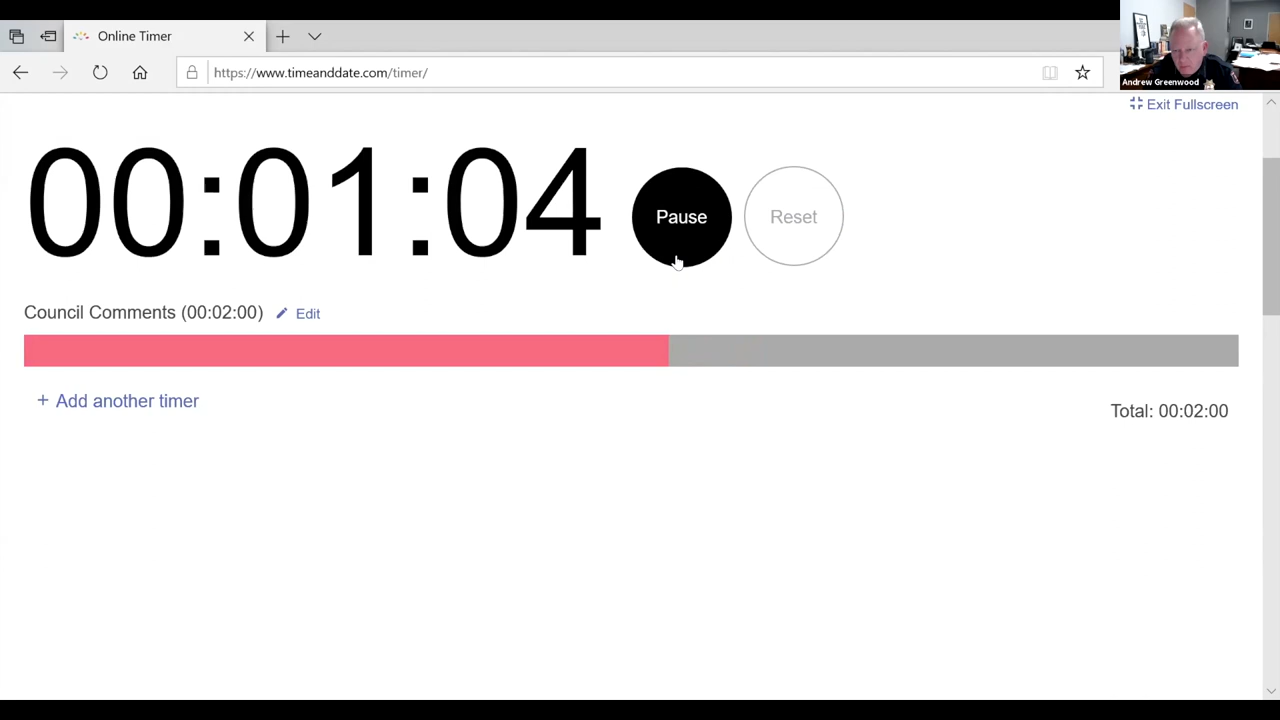 Online Timer
https://www.timeanddate.com/timer/
Andrew Greenwood
Exit Fullscreen
00:01:04
Pause
Reset
Council Comments (00:02:00)
Edit
+ Add another timer
Total: 00:02:00